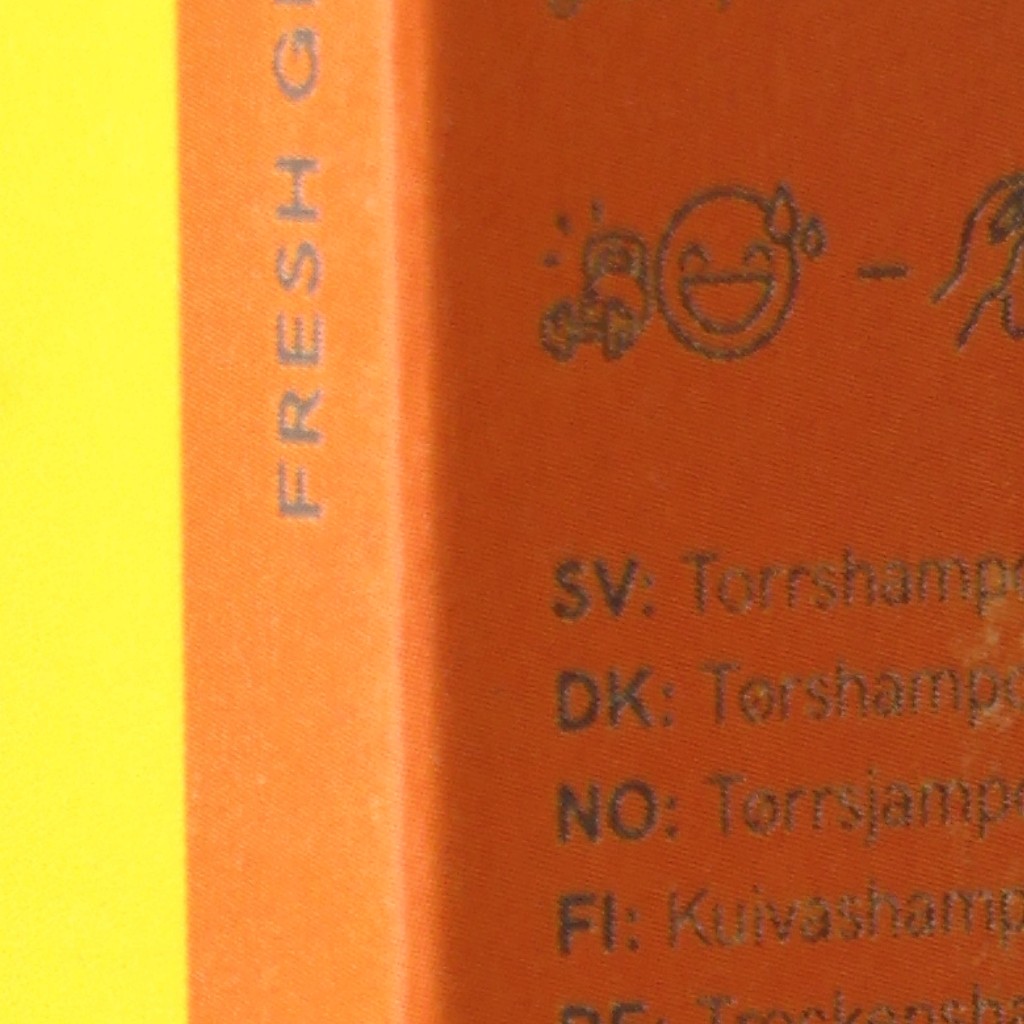 FRESH G
SV: Torrshamp
DK: Tørshamp
NO: Tørrsjamp
FI: Kuivashamp